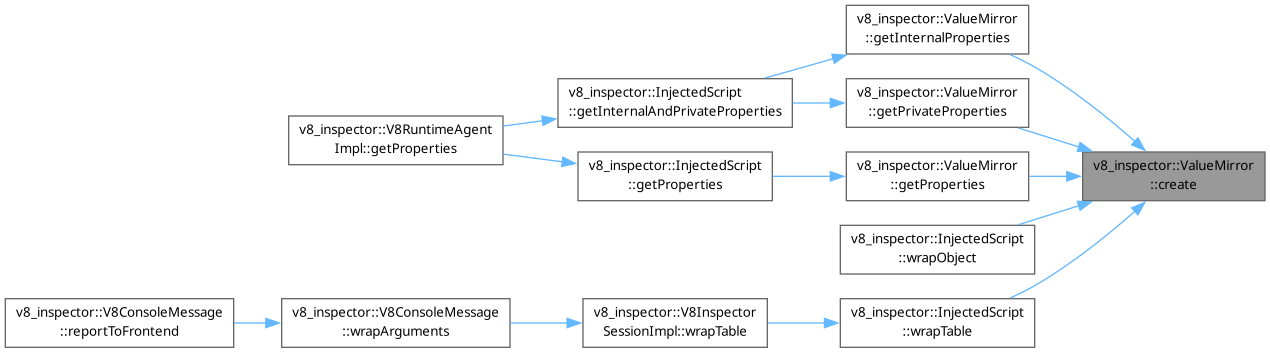 v8_inspector::ValueMirror
::getInternalProperties
v8_inspector::InjectedScript
::getInternalAndPrivateProperties
v8_inspector::ValueMirror
::getPrivateProperties
v8_inspector::V8RuntimeAgent
Impl::getProperties
v8_inspector::InjectedScript
::getProperties
v8_inspector::ValueMirror
::getProperties
v8_inspector::ValueMirror
::create
v8_inspector::InjectedScript
::wrapObject
v8_inspector::V8ConsoleMessage
::reportToFrontend
v8_inspector::V8ConsoleMessage
::wrapArguments
v8_inspector::V8Inspector
SessionImpl::wrapTable
v8_inspector::InjectedScript
::wrapTable